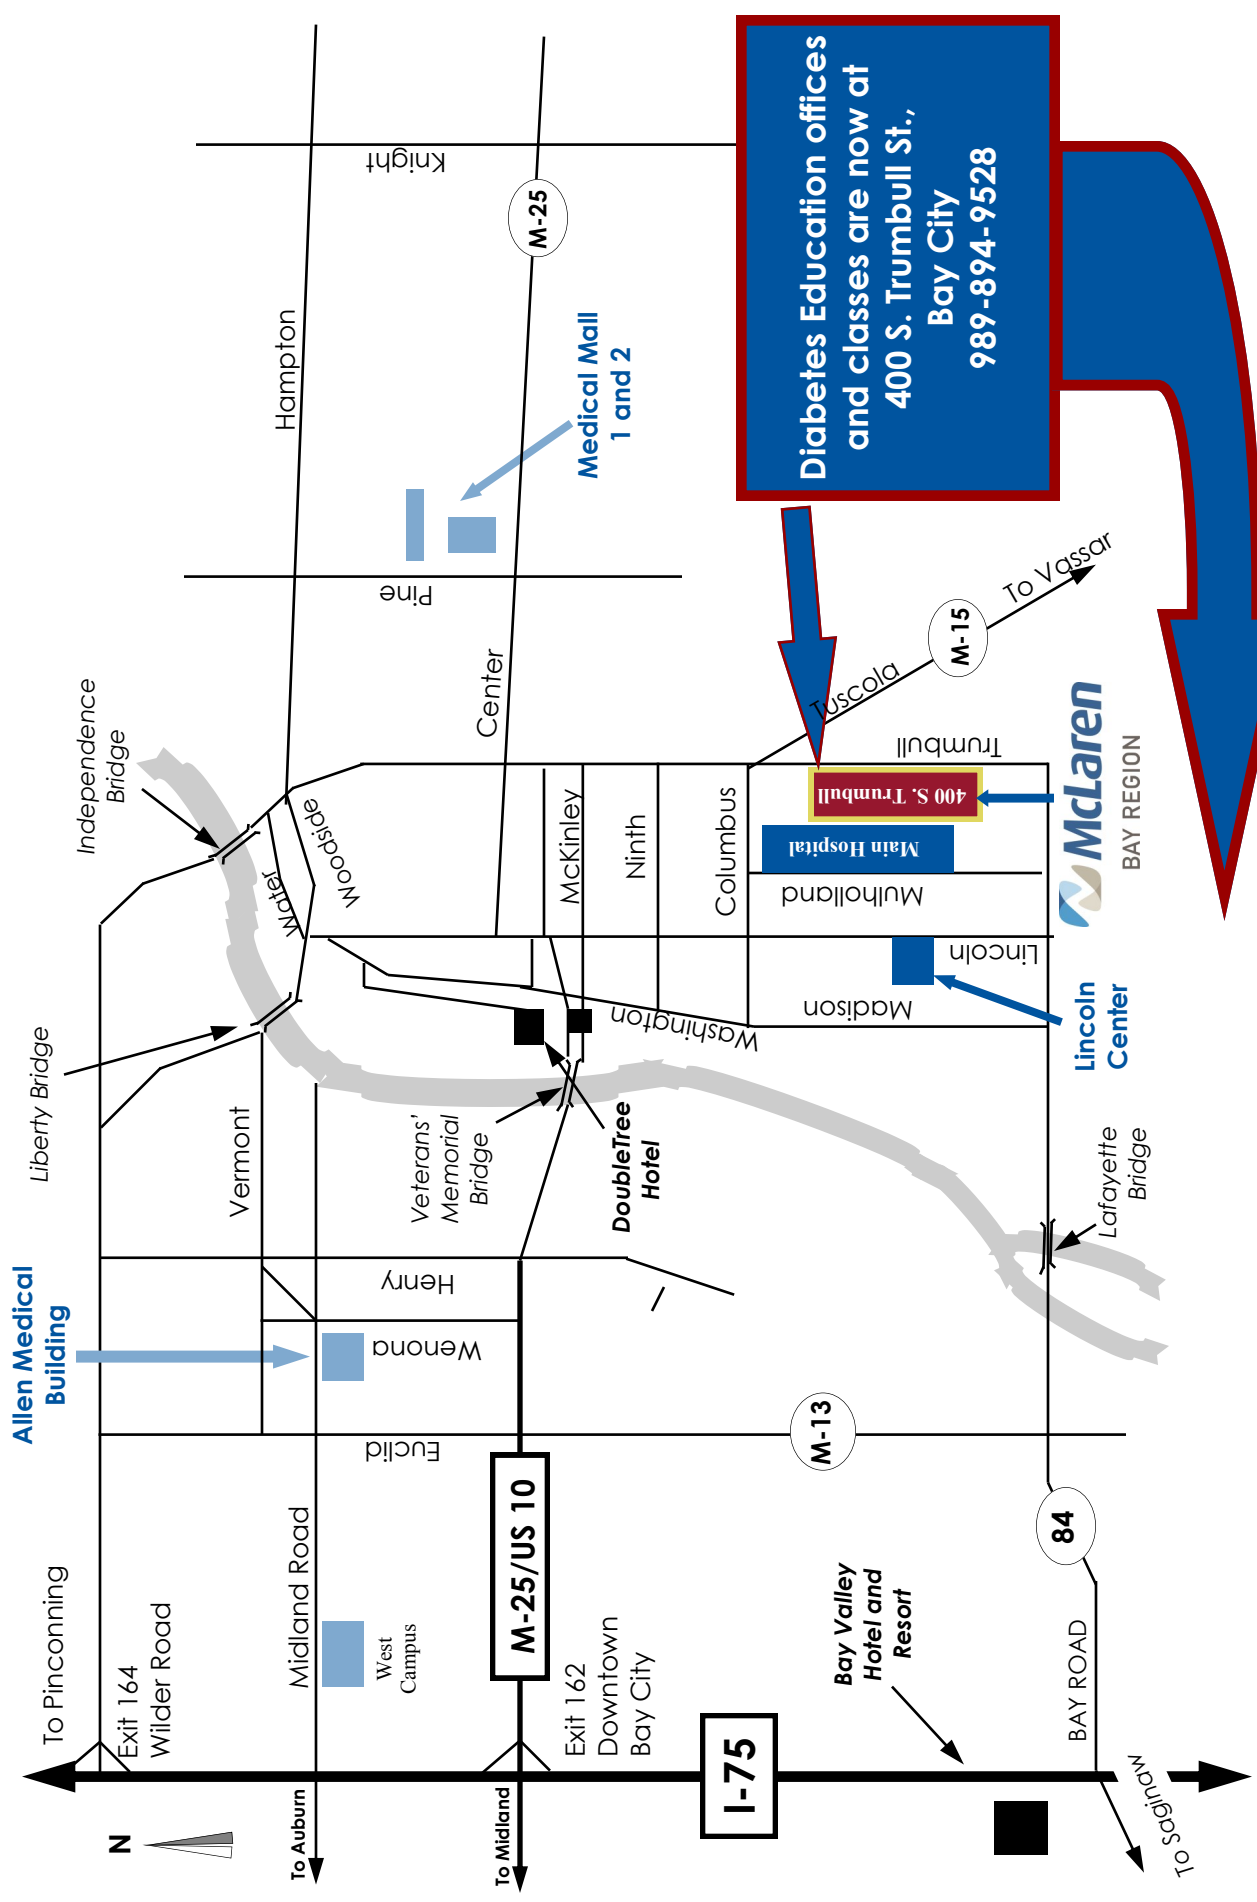 Diabetes Education offices
and classes are now at
400 S. Trumbull St.,
Bay City
989-894-9528
Knight
Hampton
M-25
Medical Mall
1 and 2
Pine
Center
Independence
Bridge
Woodside
Water
McKinley
Ninth
Columbus
Tuscola
M-15
To Vassar
Trumbull
400 S. Trumbull
Main Hospital
Mulholland
McLaren
BAY REGION
Lincoln
Lincoln
Center
Madison
Washington
Liberty Bridge
Vermont
Veterans'
Memorial
Bridge
DoubleTree
Hotel
Lafayette
Bridge
Allen Medical
Building
Henry
Wenona
Euclid
M-13
84
M-25/US 10
To Pinconning
Exit 164
Wilder Road
Midland Road
West
Campus
Exit 162
Downtown
Bay City
Bay Valley
Hotel and
Resort
BAY ROAD
I-75
N
To Auburn
To Midland
To Saginaw